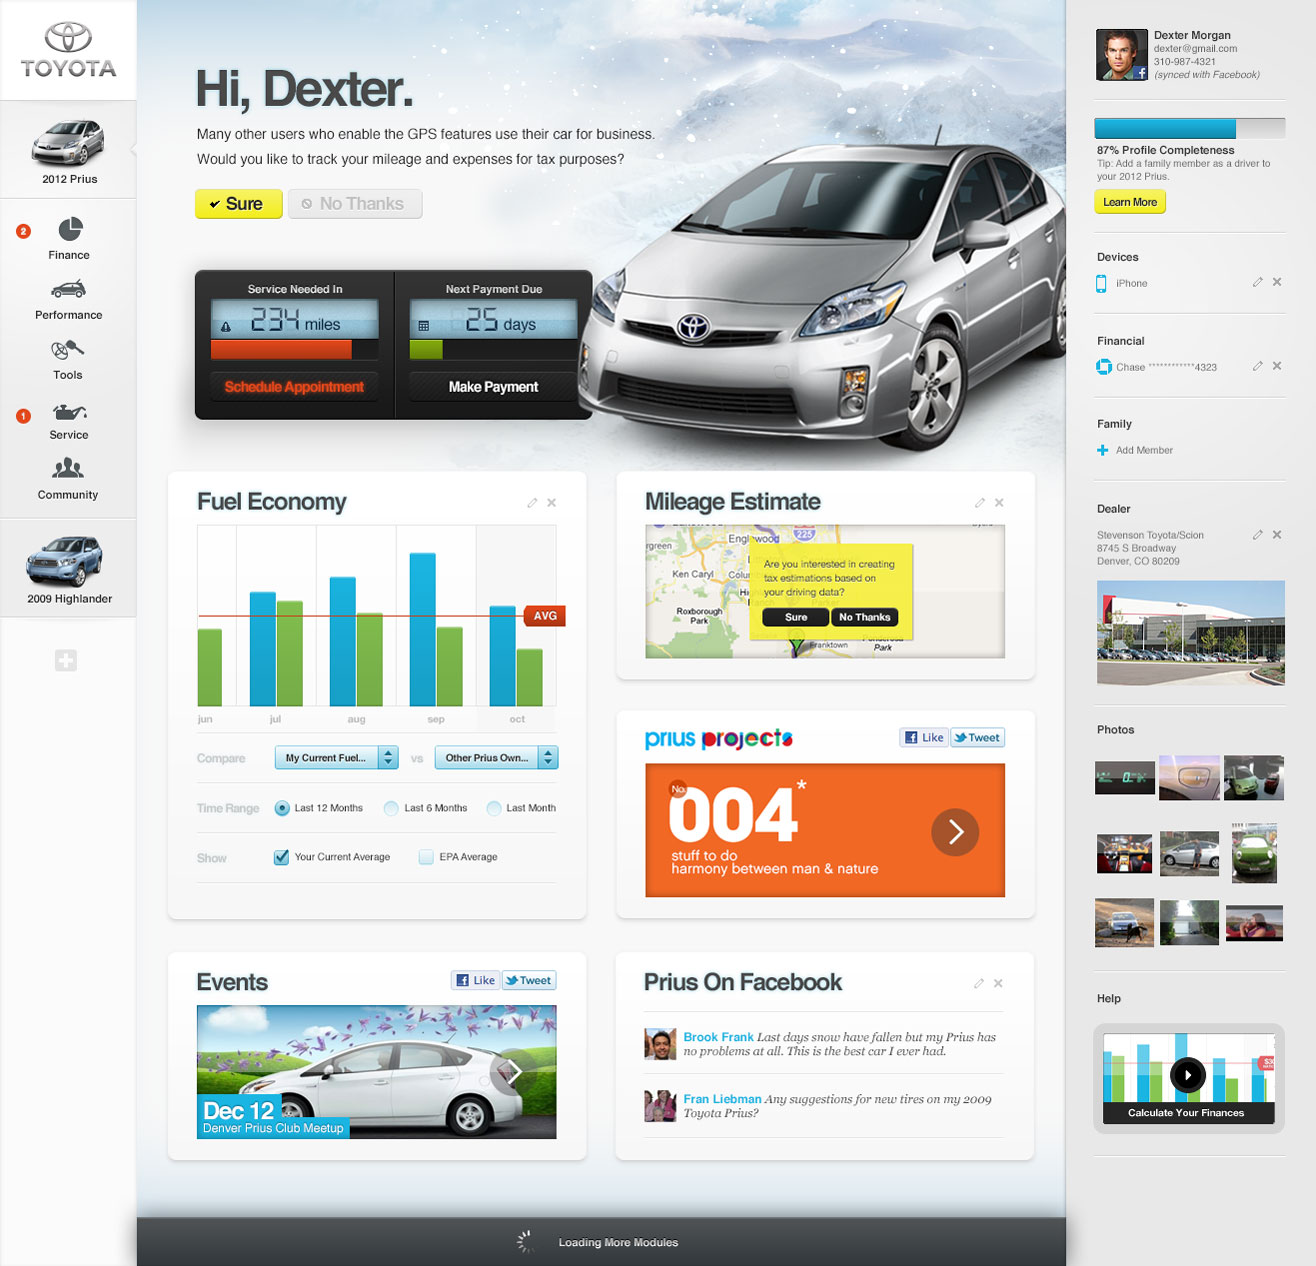 TOYOTA
2012 Prius
2
Finance
Performance
Tools
1
Service
Community
2009 Highlander
Hi, Dexter.
Many other users who enable the GPS features use their car for business.
Would you like to track your mileage and expenses for tax purposes?
Sure
No Thanks
Service Needed In
234 miles
Schedule Appointment
Next Payment Due
25 days
Make Payment
Fuel Economy
AVG
jun
jul
aug
sep
oct
Compare
My Current Fuel...
vs
Other Prius Own...
Time Range
Last 12 Months
Last 6 Months
Last Month
Show
Your Current Average
EPA Average
Mileage Estimate
Englewood
225
Ken Caryl
Roxborough
Park
Franktown
Park
Are you interested in creating
tax estimations based on
your driving data?
Sure
No Thanks
prius projects
Like
Tweet
No.
004*
stuff to do
harmony between man & nature
Events
Like
Tweet
Dec 12
Denver Prius Club Meetup
Prius On Facebook
Brook Frank Last days snow have fallen but my Prius has
no problems at all. This is the best car I ever had.
Fran Liebman Any suggestions for new tires on my 2009
Toyota Prius?
Loading More Modules
Dexter Morgan
dexter@gmail.com
310-987-4321
(synced with Facebook)
87% Profile Completeness
Tip: Add a family member as a driver to
your 2012 Prius.
Learn More
Devices
iPhone
Financial
Chase ************4323
Family
Add Member
Dealer
Stevenson Toyota/Scion
8745 S Broadway
Denver, CO 80209
Photos
Help
Calculate Your Finances